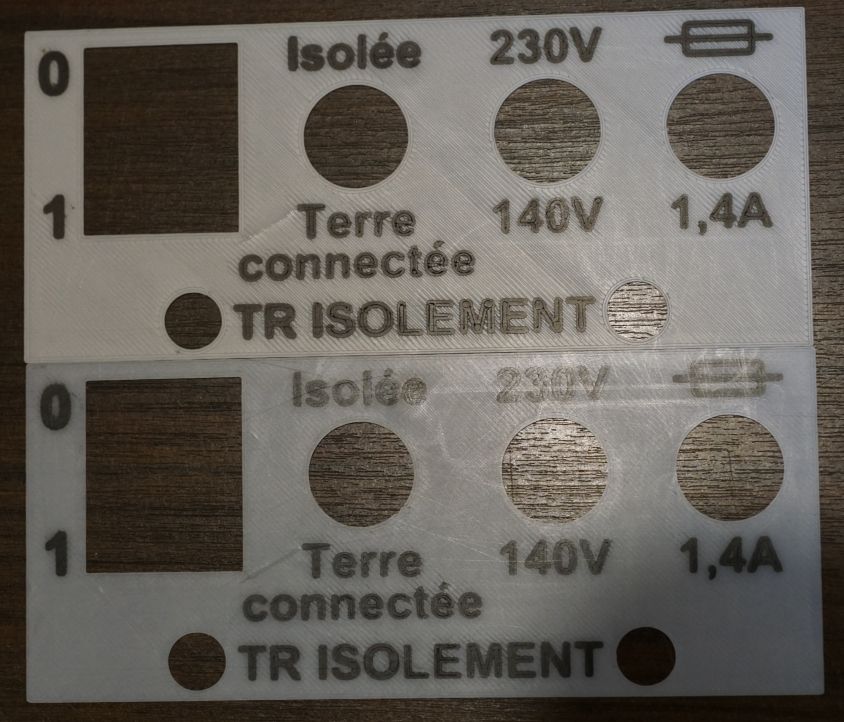 0 Isolée 230V
1 Terre 140V 1,4A
connectée
TR ISOLEMENT
0 Isolée 230V
1 Terre 140V 1,4A
connectée
TR ISOLEMENT